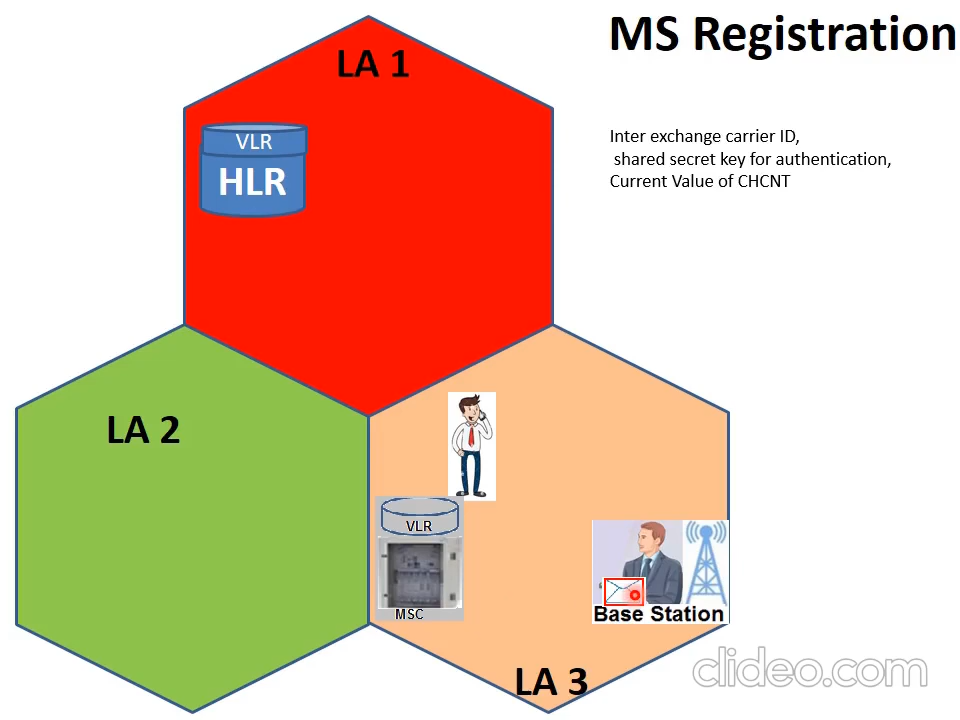 MS Registration
LA 1
Inter exchange carrier ID,
shared secret key for authentication,
Current Value of CHCNT
VLR
HLR
LA 2
VLR
MSC
Base Station
LA 3
clideo.com